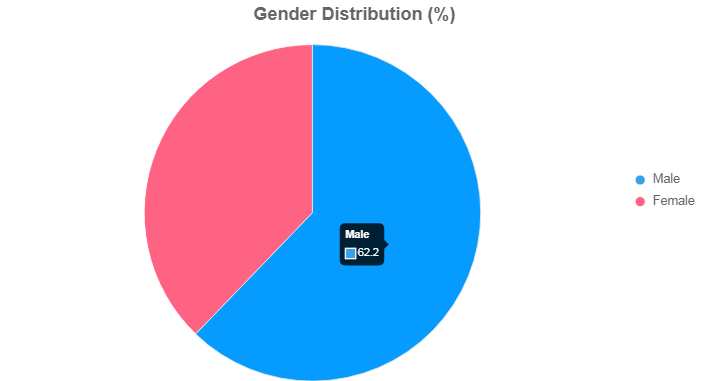 Gender Distribution (%)
Male
62.2
Male
Female